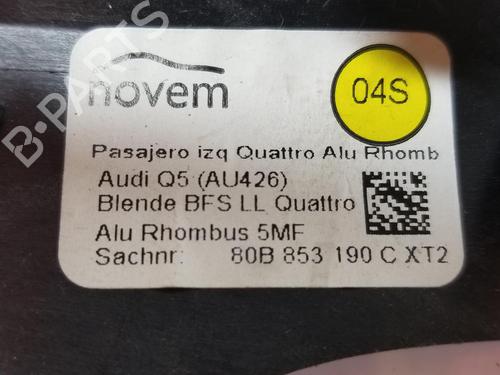 B-PARTS
novem
04S
Pasajero izq Quattro Alu Rhomb
Audi Q5 (AU426)
Blende BFS LL Quattro
Alu Rhombus 5MF
Sachnr: 80B 853 190 C XT2